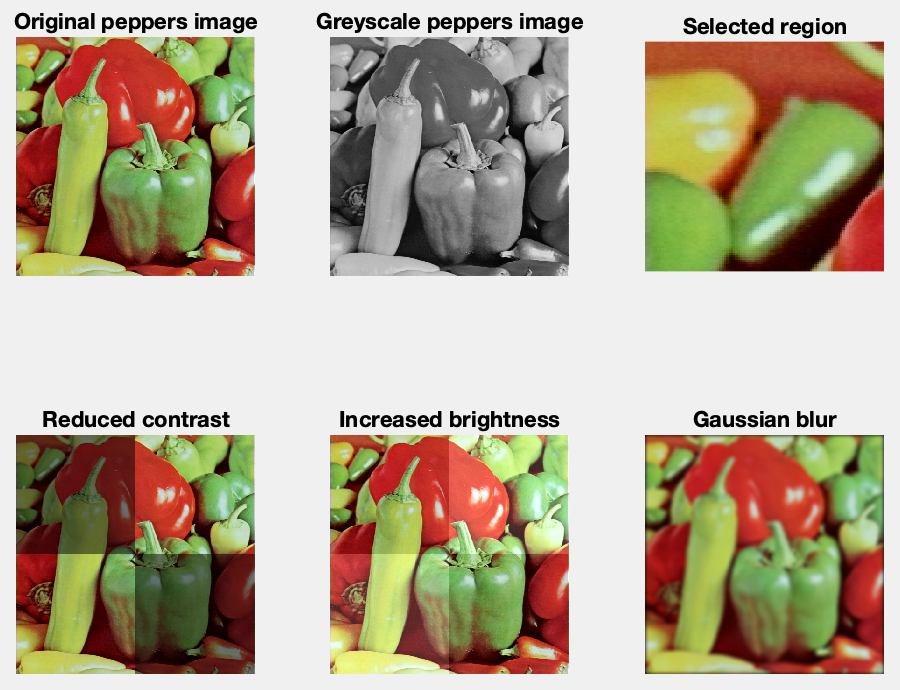 Original peppers image
Greyscale peppers image
Selected region
Reduced contrast
Increased brightness
Gaussian blur